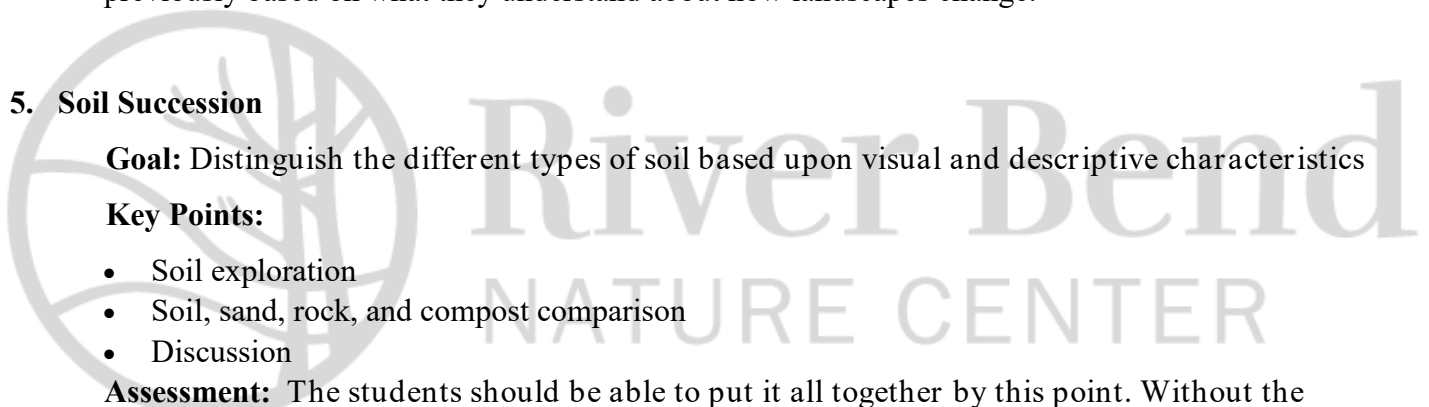 previously based on what they understand about how landscapes change.
5. Soil Succession
Goal: Distinguish the different types of soil based upon visual and descriptive characteristics
Key Points:
• Soil exploration
• Soil, sand, rock, and compost comparison
• Discussion
Assessment: The students should be able to put it all together by this point. Without the
River Bend
NATURE CENTER